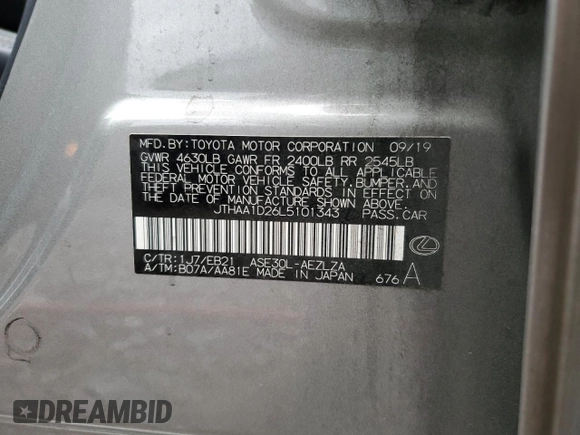 MFD. BY: TOYOTA MOTOR CORPORATION 09/19
GVWR 4630LB GAWR FR 2400LB RR 2545LB
THIS VEHICLE CONFORMS TO ALL APPLICABLE
FEDERAL MOTOR VEHICLE SAFETY, BUMPER, AND
THEFT PREVENTION STANDARDS IN EFFECT ON
THE DATE OF MANUFACTURE SHOWN ABOVE.
JTHAA1D26L5101343 PASS.CAR
C/TR: 1J7/EB21 ASE30L-AEZLZA
A/TM: B07A/AA81E MADE IN JAPAN 676 A
DREAMBID